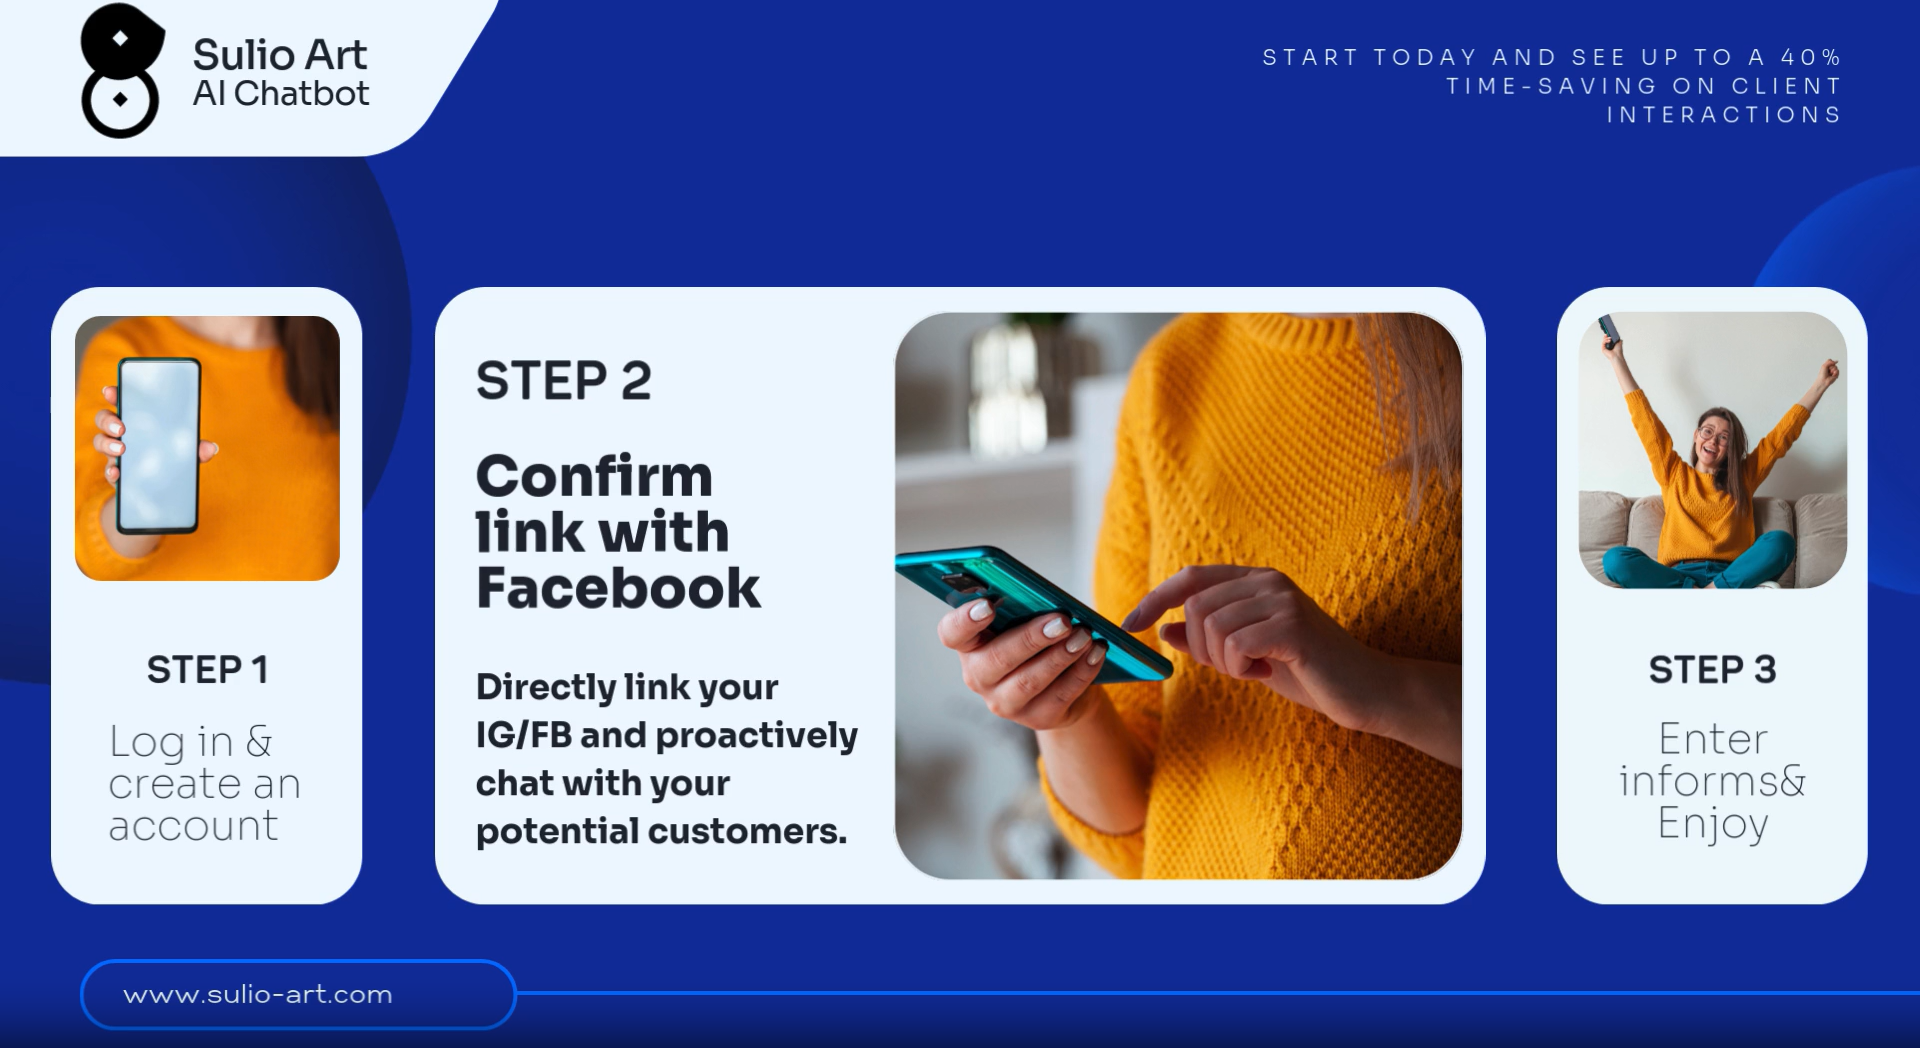 Sulio Art
AI Chatbot
START TODAY AND SEE UP TO A 40%
TIME-SAVING ON CLIENT
INTERACTIONS
STEP 1
Log in &
create an
account
STEP 2
Confirm
link with
Facebook
Directly link your
IG/FB and proactively
chat with your
potential customers.
STEP 3
Enter
informs&
Enjoy
www.sulio-art.com